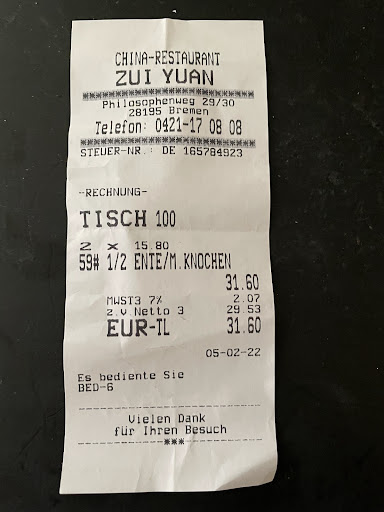 CHINA-RESTAURANT
ZUI YUAN
Philosophenweg 29/30
28195 Bremen
Telefon: 0421-17 08 08
STEUER-NR.: DE 165784923
-RECHNUNG-
TISCH 100
2 x 15.80
59# 1/2 ENTE/M.KNOCHEN
31.60
MWST3 7% 2.07
z.v.Netto 3 29.53
EUR-TL 31.60
05-02-22
Es bediente Sie
BED-6
Vielen Dank
für Ihren Besuch